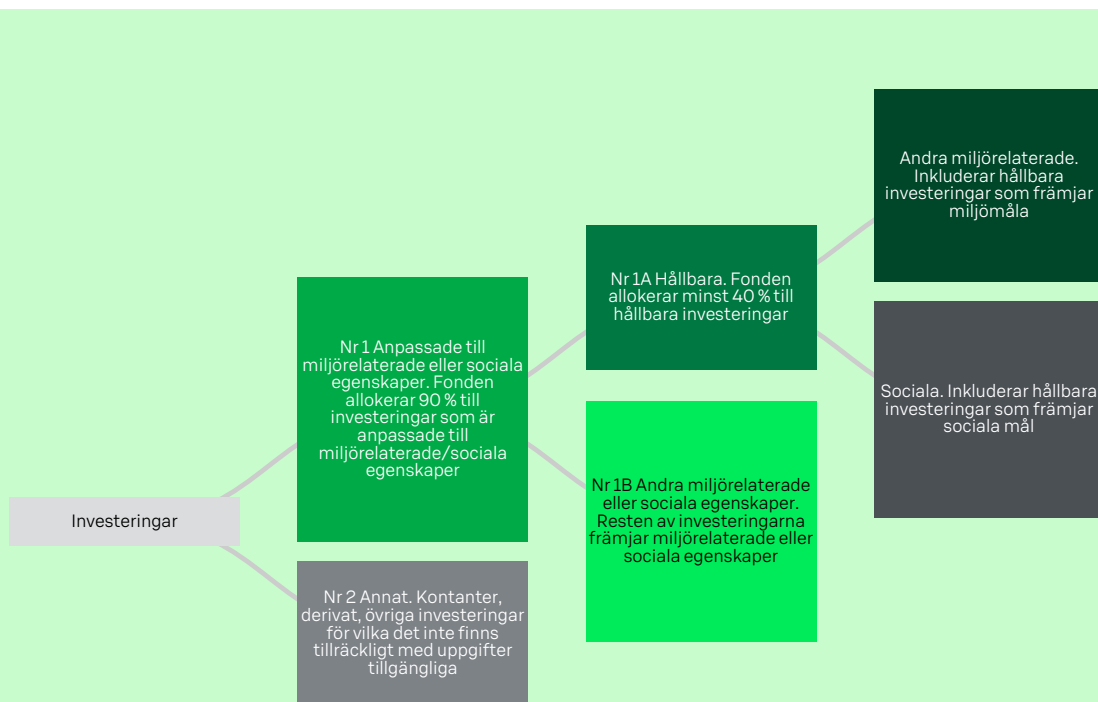 Investeringar
Nr 1 Anpassade till
miljörelaterade eller sociala
egenskaper. Fonden
allokerar 90 % till
investeringar som är
anpassade till
miljörelaterade/sociala
egenskaper
Nr 2 Annat. Kontanter,
derivat, övriga investeringar
för vilka det inte finns
tillräckligt med uppgifter
tillgängliga
Nr 1A Hållbara. Fonden
allokerar minst 40 % till
hållbara investeringar
Nr 1B Andra miljörelaterade
eller sociala egenskaper.
Resten av investeringarna
främjar miljörelaterade eller
sociala egenskaper
Andra miljörelaterade.
Inkluderar hållbara
investeringar som främjar
miljömåla
Sociala. Inkluderar hållbara
investeringar som främjar
sociala mål